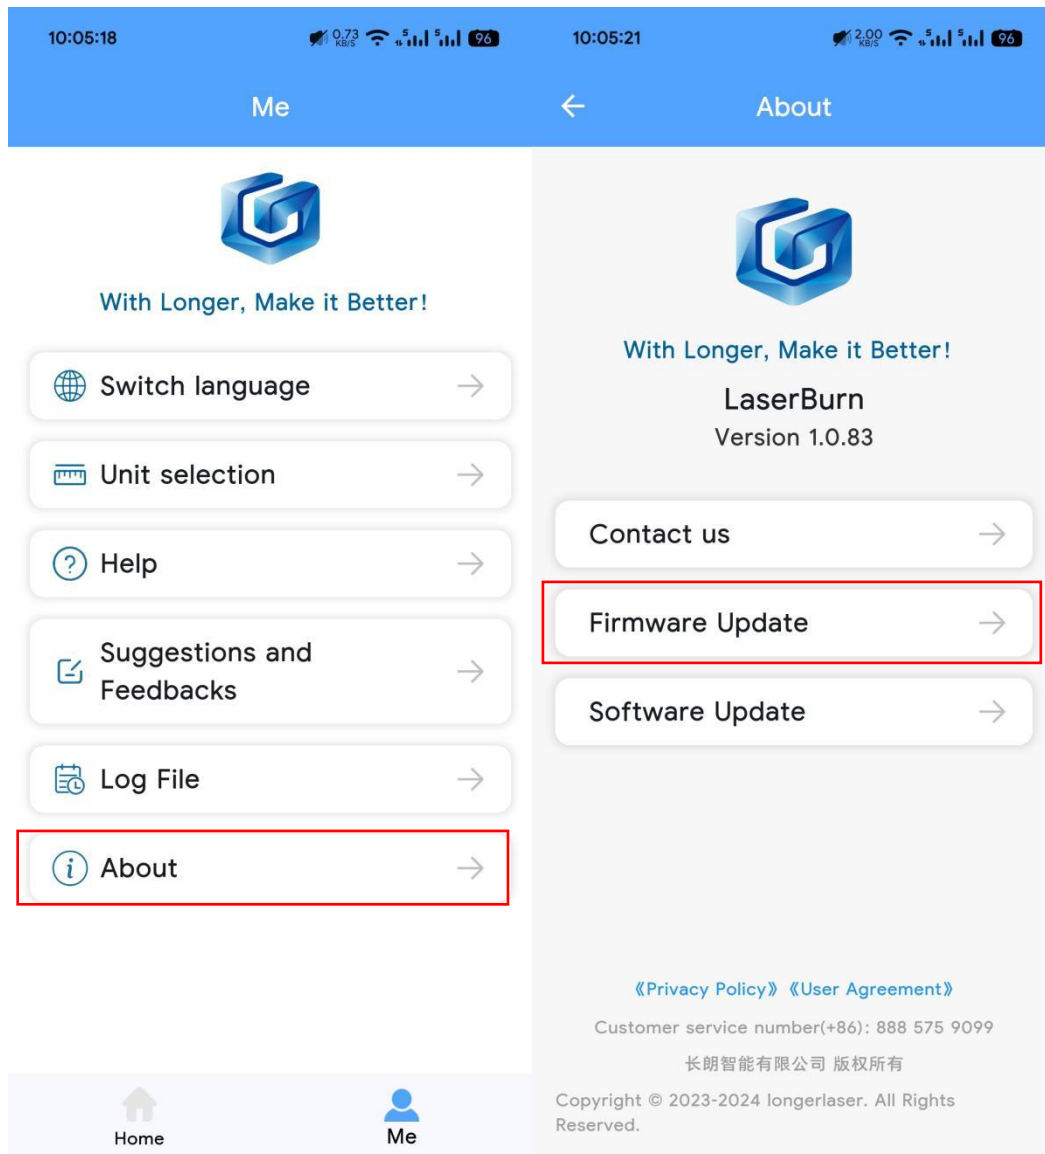 10:05:18
0.73 KB/S
5
5
96
Me
With Longer, Make it Better!
Switch language
Unit selection
Help
Suggestions and
Feedbacks
Log File
About
Home
Me
10:05:21
2.00 KB/S
5
5
96
About
With Longer, Make it Better!
LaserBurn
Version 1.0.83
Contact us
Firmware Update
Software Update
《Privacy Policy》《User Agreement》
Customer service number(+86): 888 575 9099
长朗智能有限公司 版权所有
Copyright © 2023-2024 longerlaser. All Rights
Reserved.